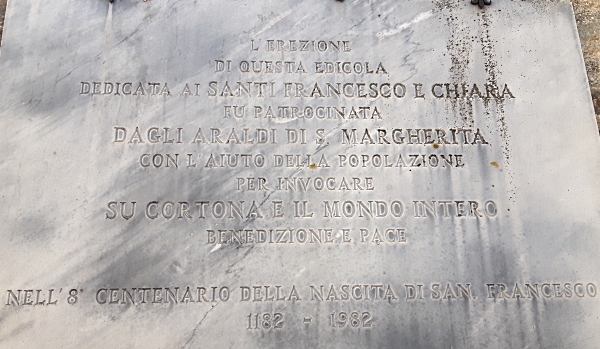 L'EREZIONE
DI QUESTA EDICOLA
DEDICATA AI SANTI FRANCESCO E CHIARA
FU PATROCINATA
DAGLI ARALDI DI S. MARGHERITA
CON L'AIUTO DELLA POPOLAZIONE
PER INVOCARE
SU CORTONA E IL MONDO INTERO
BENEDIZIONE E PACE
NELL' 8° CENTENARIO DELLA NASCITA DI SAN. FRANCESCO
1182 - 1982